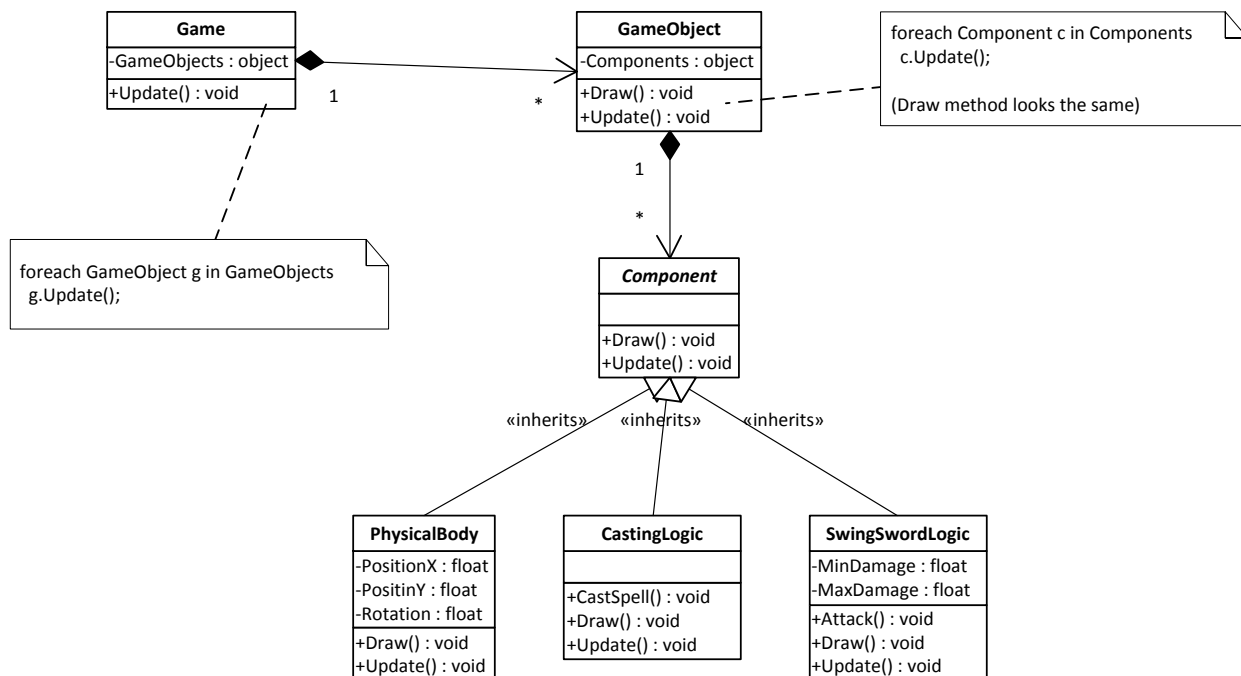 Game
-GameObjects : object
+Update() : void
1
*
GameObject
-Components : object
+Draw() : void
+Update() : void
foreach Component c in Components
c.Update();
(Draw method looks the same)
1
*
foreach GameObject g in GameObjects
g.Update();
Component
+Draw() : void
+Update() : void
«inherits»
«inherits»
«inherits»
PhysicalBody
-PositionX : float
-PositinY : float
-Rotation : float
+Draw() : void
+Update() : void
CastingLogic
+CastSpell() : void
+Draw() : void
+Update() : void
SwingSwordLogic
-MinDamage : float
-MaxDamage : float
+Attack() : void
+Draw() : void
+Update() : void